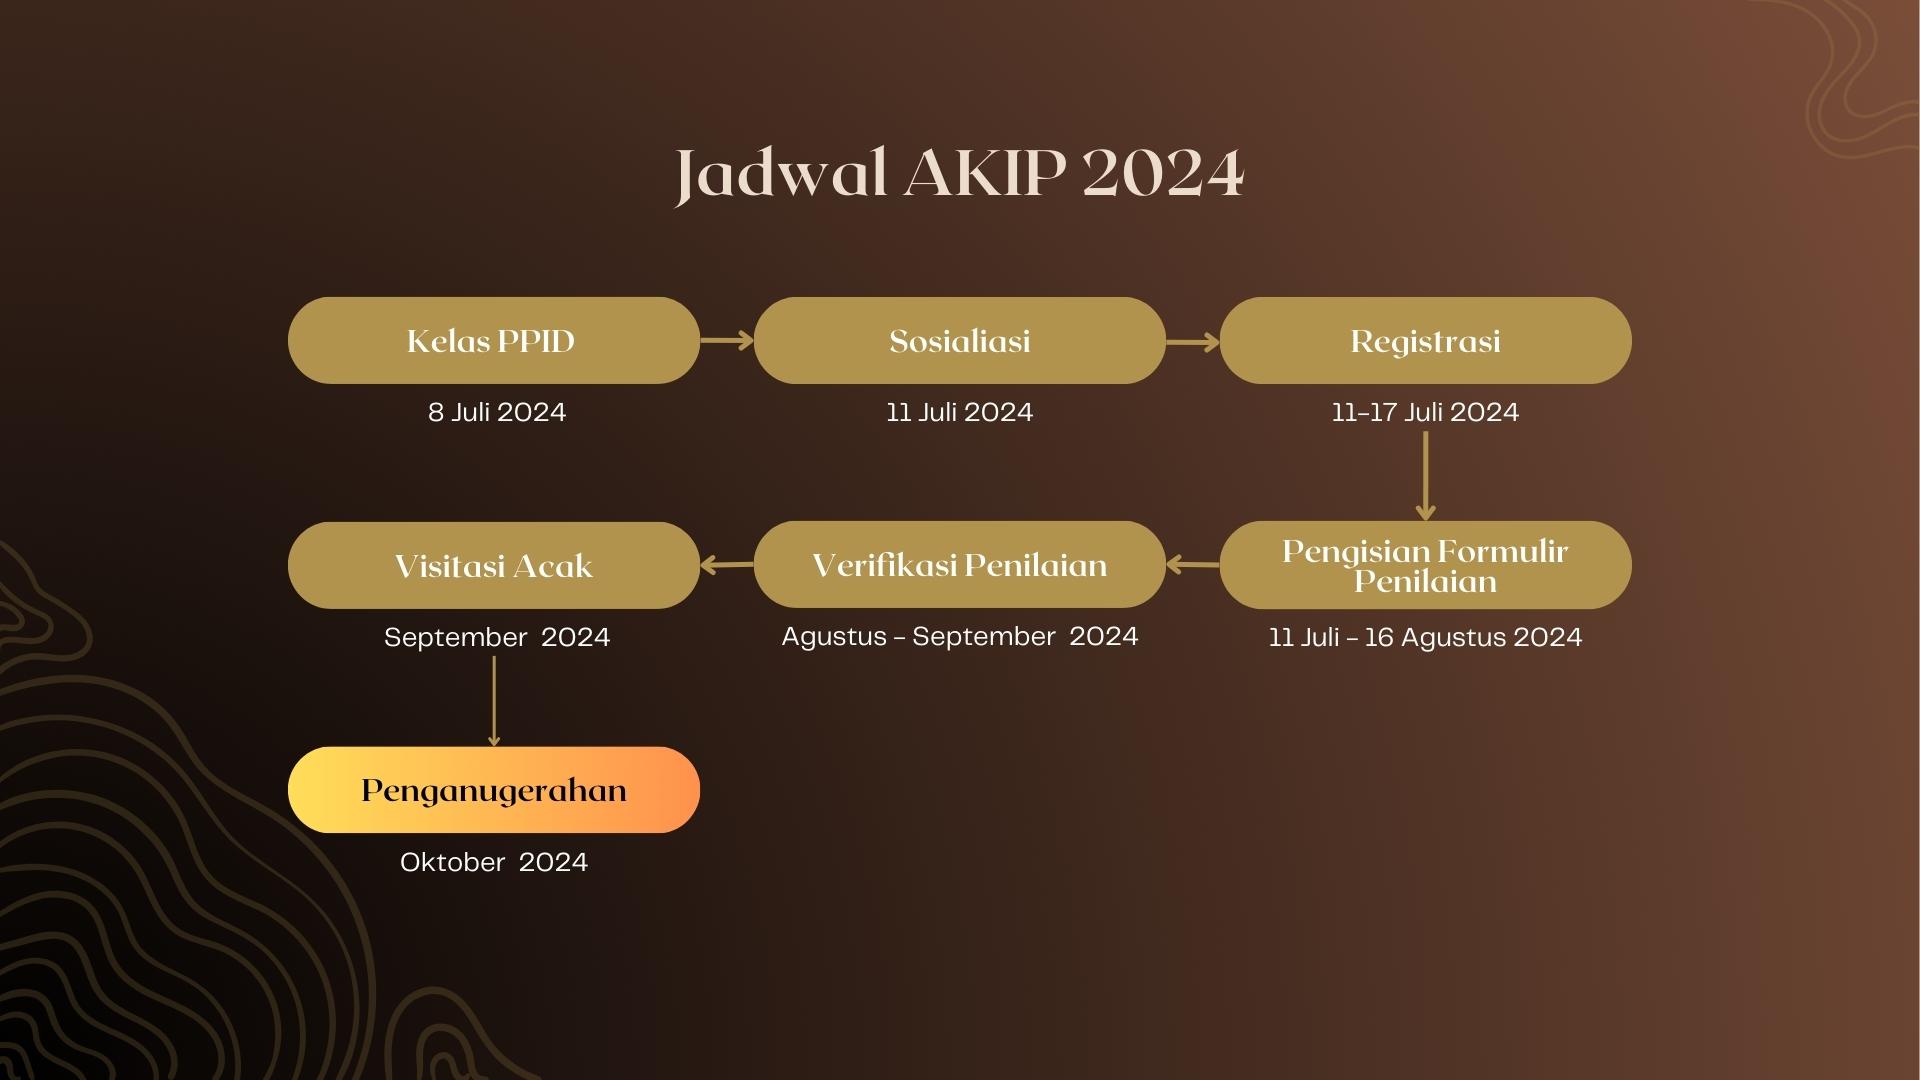 Jadwal AKIP 2024
Kelas PPID
8 Juli 2024
Sosialiasi
11 Juli 2024
Registrasi
11-17 Juli 2024
Pengisian Formulir
Penilaian
11 Juli - 16 Agustus 2024
Verifikasi Penilaian
Agustus - September 2024
Visitasi Acak
September 2024
Penganugerahan
Oktober 2024